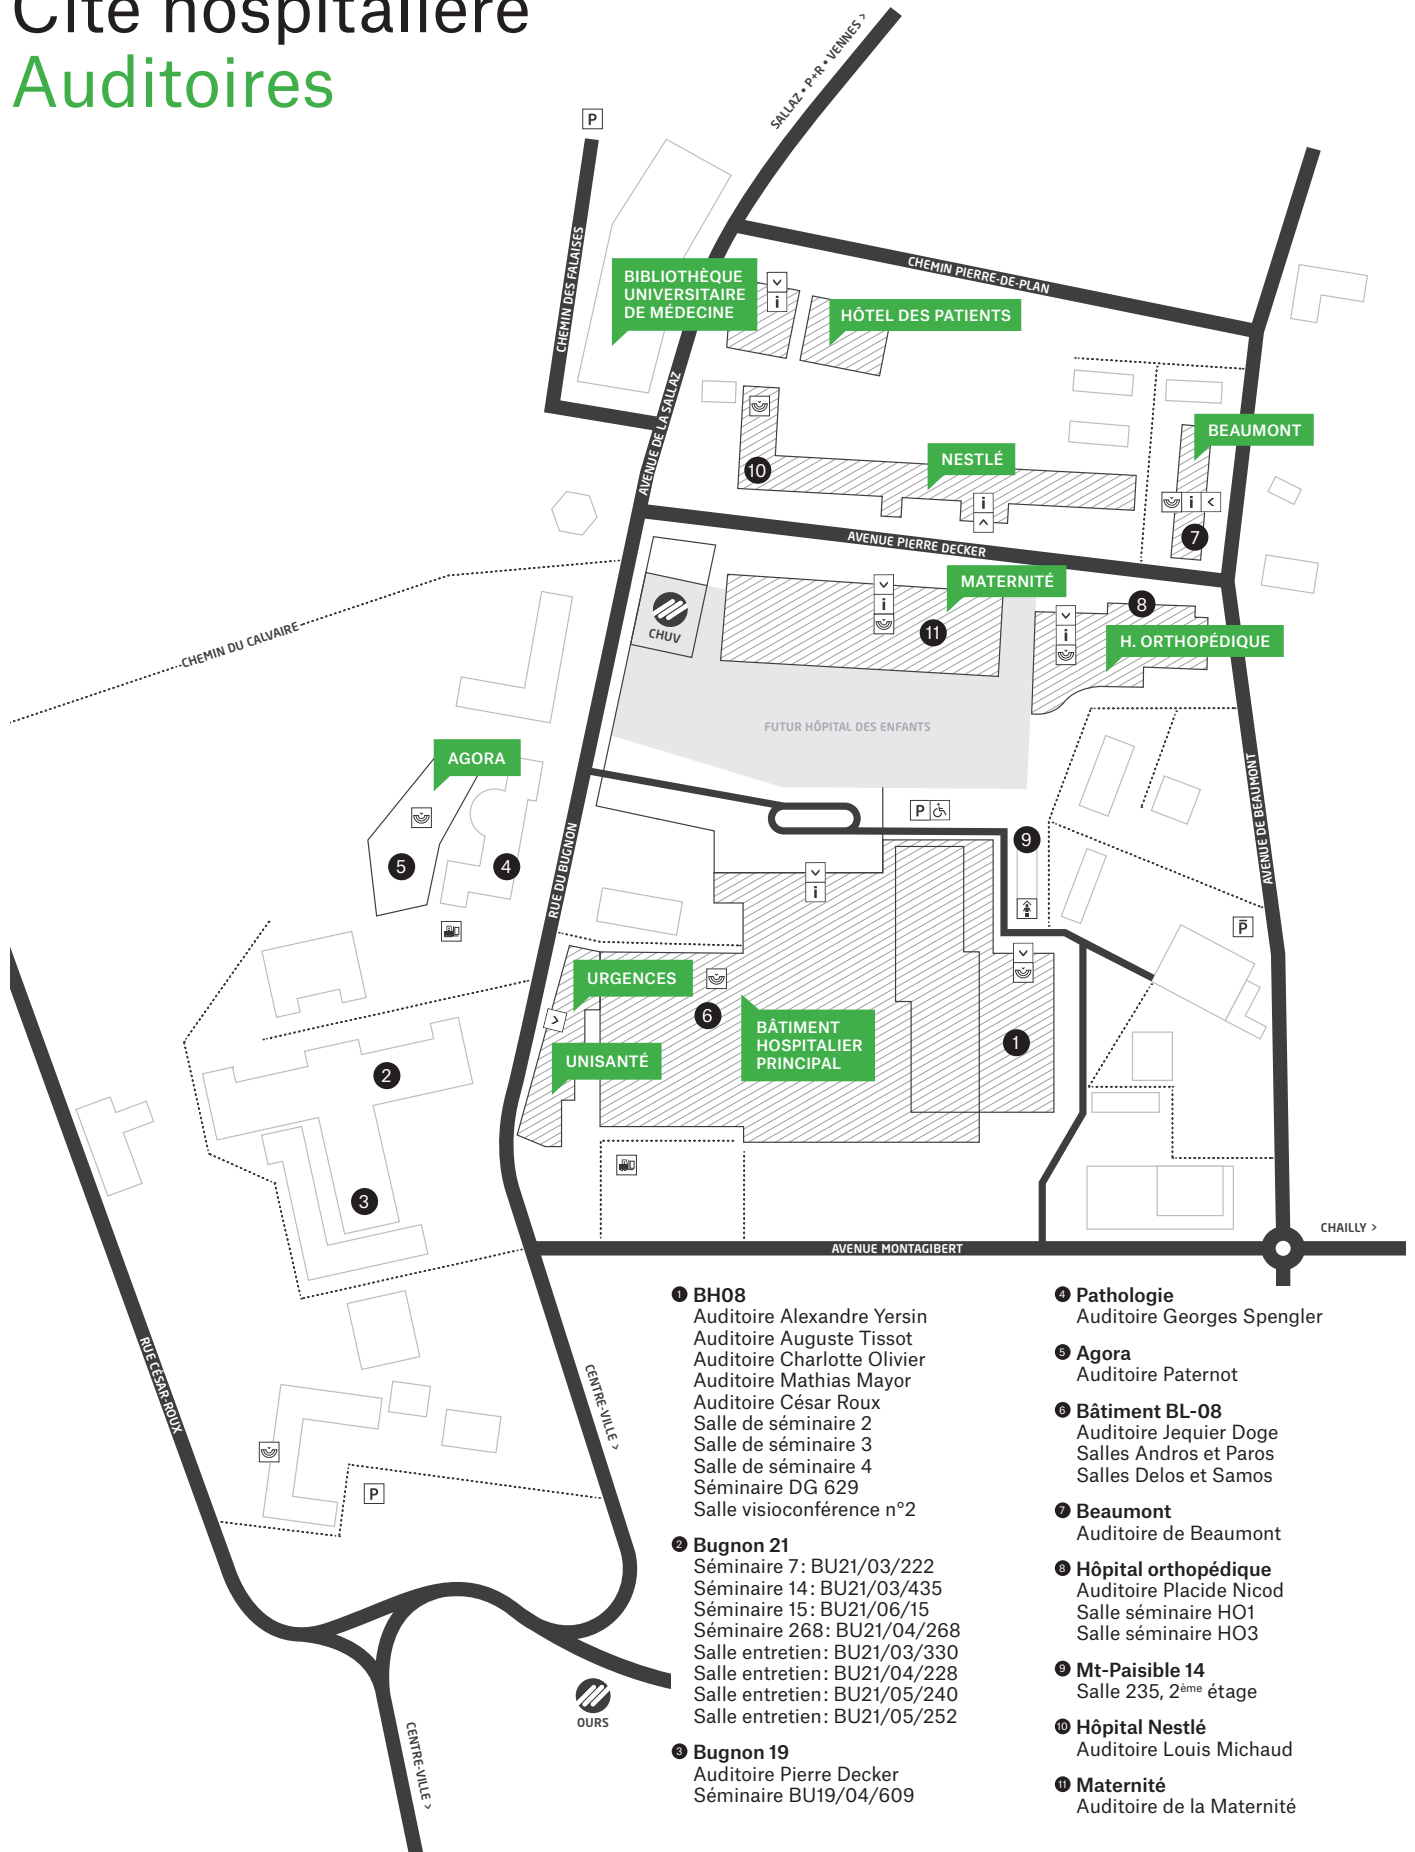 Cité hospitalière
Auditoires
SALLAZ • P+R • VENNES >
P
CHEMIN DES FALAISES
CHEMIN PIERRE-DE-PLAN
BIBLIOTHÈQUE
UNIVERSITAIRE
DE MÉDECINE
i
HÔTEL DES PATIENTS
AVENUE DE LA SALLAZ
BEAUMONT
NESTLÉ
10
i
i
7
AVENUE PIERRE DECKER
MATERNITÉ
i
11
CHUV
8
i
H. ORTHOPÉDIQUE
CHEMIN DU CALVAIRE
FUTUR HÔPITAL DES ENFANTS
AGORA
5
4
RUE DU BUGNON
P
9
AVENUE DE BEAUMONT
i
P
URGENCES
6
BÂTIMENT
HOSPITALIER
PRINCIPAL
1
UNISANTÉ
2
3
CHAILLY >
AVENUE MONTAGIBERT
RUE CÉSAR-ROUX
CENTRE-VILLE >
P
OURS
CENTRE-VILLE >
1 BH08
Auditoire Alexandre Yersin
Auditoire Auguste Tissot
Auditoire Charlotte Olivier
Auditoire Mathias Mayor
Auditoire César Roux
Salle de séminaire 2
Salle de séminaire 3
Salle de séminaire 4
Séminaire DG 629
Salle visioconférence n°2
2 Bugnon 21
Séminaire 7: BU21/03/222
Séminaire 14: BU21/03/435
Séminaire 15: BU21/06/15
Séminaire 268: BU21/04/268
Salle entretien: BU21/03/330
Salle entretien: BU21/04/228
Salle entretien: BU21/05/240
Salle entretien: BU21/05/252
3 Bugnon 19
Auditoire Pierre Decker
Séminaire BU19/04/609
4 Pathologie
Auditoire Georges Spengler
5 Agora
Auditoire Paternot
6 Bâtiment BL-08
Auditoire Jequier Doge
Salles Andros et Paros
Salles Delos et Samos
7 Beaumont
Auditoire de Beaumont
8 Hôpital orthopédique
Auditoire Placide Nicod
Salle séminaire HO1
Salle séminaire HO3
9 Mt-Paisible 14
Salle 235, 2ème étage
10 Hôpital Nestlé
Auditoire Louis Michaud
11 Maternité
Auditoire de la Maternité